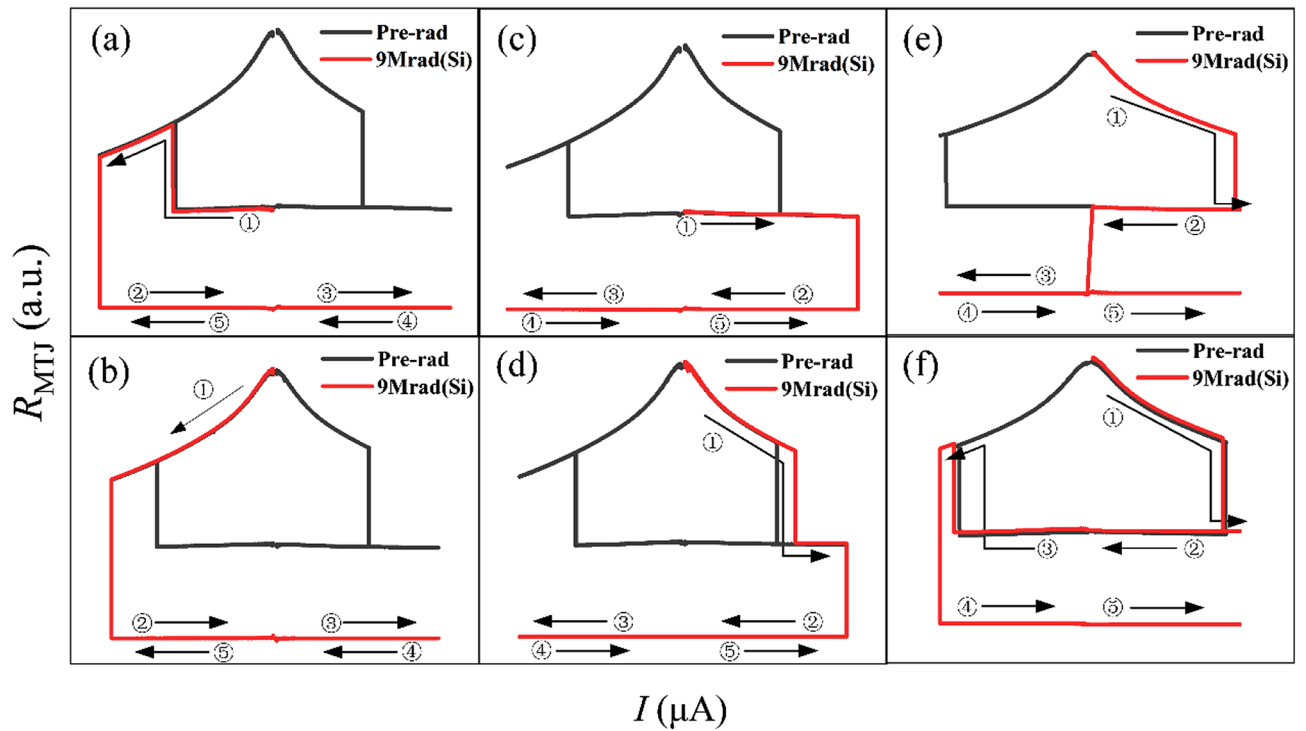 R_MTJ (a.u.)
(a)
Pre-rad
9Mrad(Si)
①
② ③
⑤ ④
(c)
Pre-rad
9Mrad(Si)
①
③ ②
④ ⑤
(e)
Pre-rad
9Mrad(Si)
①
②
③
④ ⑤
(b)
Pre-rad
9Mrad(Si)
①
② ③
⑤ ④
(d)
Pre-rad
9Mrad(Si)
①
③ ②
④ ⑤
(f)
Pre-rad
9Mrad(Si)
①
③ ②
④ ⑤
I (μA)